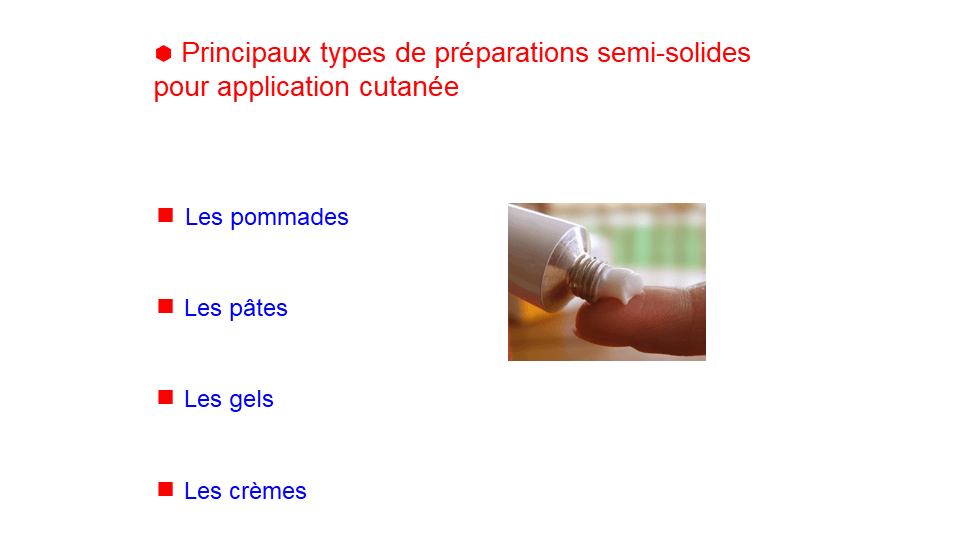 Principaux types de préparations semi-solides
pour application cutanée
Les pommades
Les pâtes
Les gels
Les crèmes